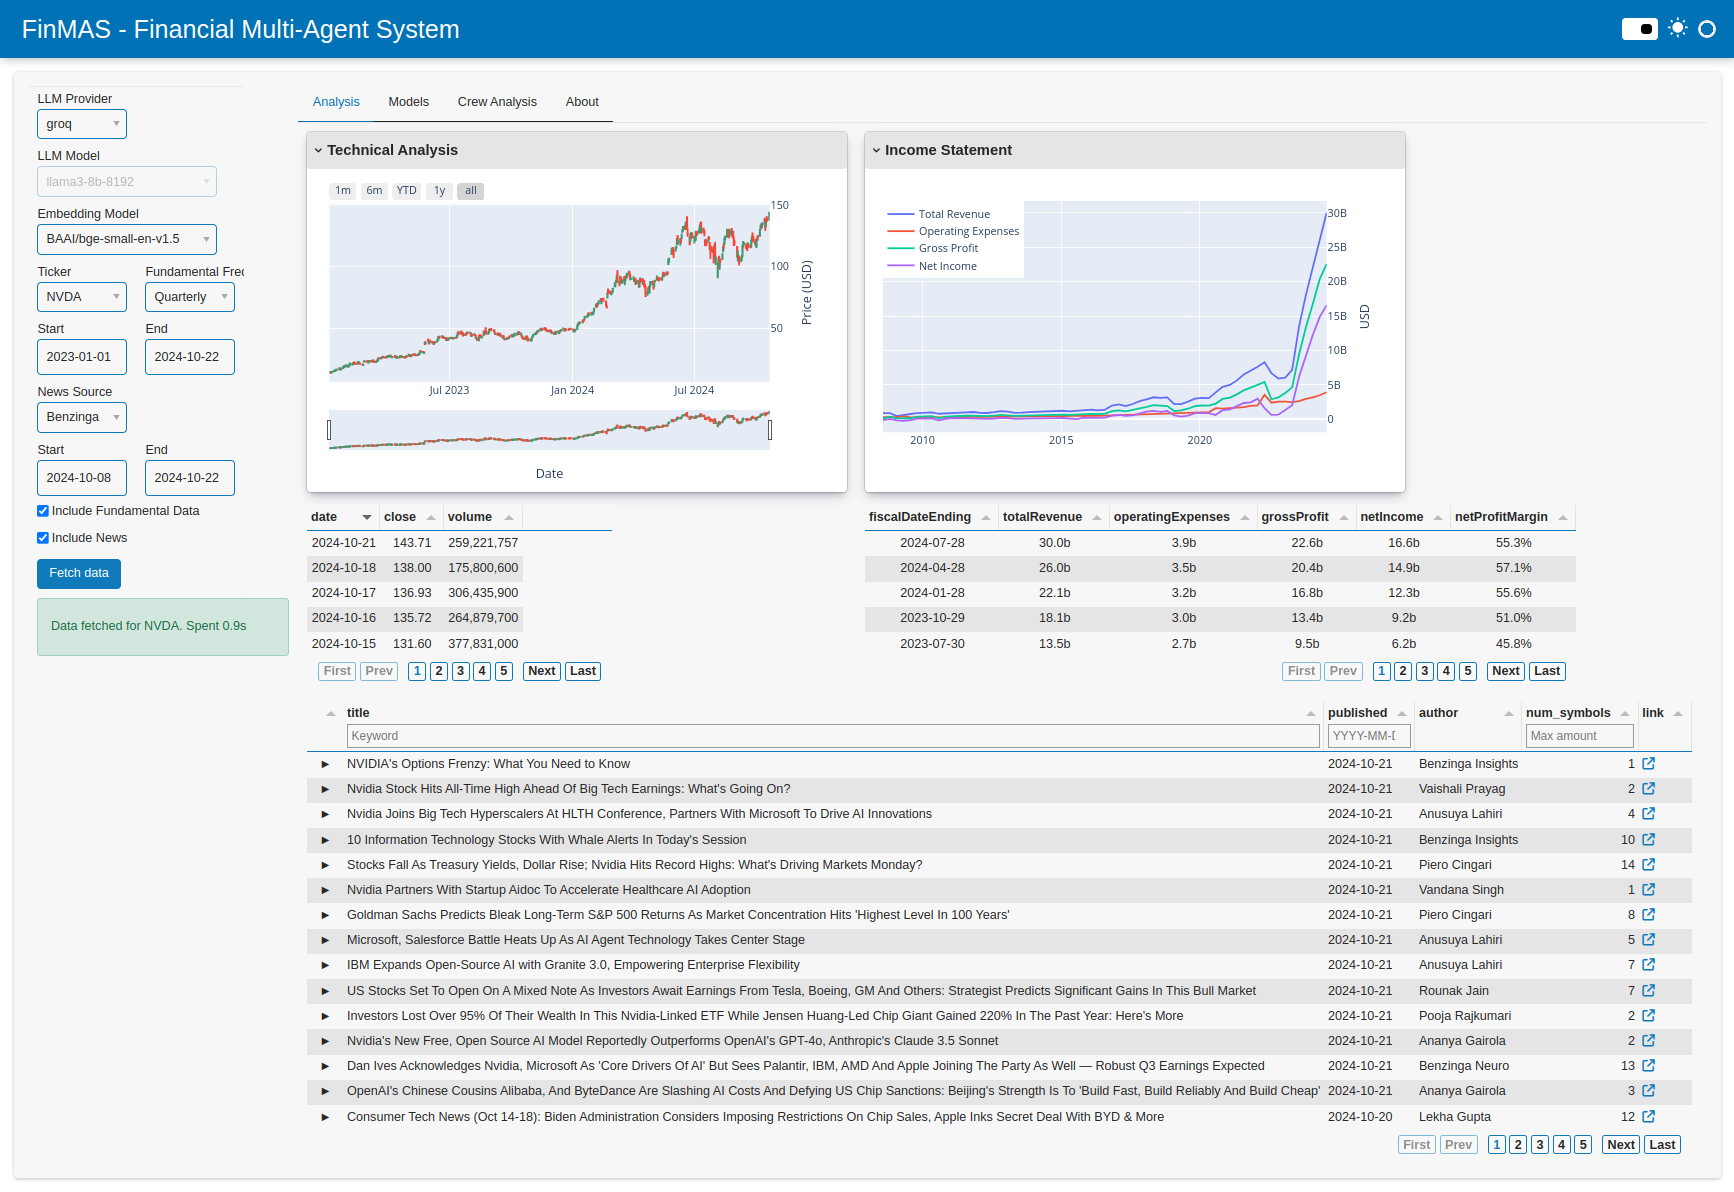 FinMAS - Financial Multi-Agent System
LLM Provider
groq
LLM Model
llama3-8b-8192
Embedding Model
BAAI/bge-small-en-v1.5
Ticker Fundamental Frec
NVDA Quarterly
Start End
2023-01-01 2024-10-22
News Source
Benzinga
Start End
2024-10-08 2024-10-22
Include Fundamental Data
Include News
Fetch data
Data fetched for NVDA. Spent 0.9s
Analysis Models Crew Analysis About
Technical Analysis
1m 6m YTD 1y all
150
100
50
Price (USD)
Jul 2023 Jan 2024 Jul 2024
Date
Income Statement
Total Revenue
Operating Expenses
Gross Profit
Net Income
30B
25B
20B
15B
10B
5B
0
USD
2010 2015 2020
date close volume
2024-10-21 143.71 259,221,757
2024-10-18 138.00 175,800,600
2024-10-17 136.93 306,435,900
2024-10-16 135.72 264,879,700
2024-10-15 131.60 377,831,000
First Prev 1 2 3 4 5 Next Last
fiscalDateEnding totalRevenue operatingExpenses grossProfit netIncome netProfitMargin
2024-07-28 30.0b 3.9b 22.6b 16.6b 55.3%
2024-04-28 26.0b 3.5b 20.4b 14.9b 57.1%
2024-01-28 22.1b 3.2b 16.8b 12.3b 55.6%
2023-10-29 18.1b 3.0b 13.4b 9.2b 51.0%
2023-07-30 13.5b 2.7b 9.5b 6.2b 45.8%
First Prev 1 2 3 4 5 Next Last
title published author num_symbols link
Keyword YYYY-MM-D Max amount
NVIDIA's Options Frenzy: What You Need to Know 2024-10-21 Benzinga Insights 1
Nvidia Stock Hits All-Time High Ahead Of Big Tech Earnings: What's Going On? 2024-10-21 Vaishali Prayag 2
Nvidia Joins Big Tech Hyperscalers At HLTH Conference, Partners With Microsoft To Drive AI Innovations 2024-10-21 Anusuya Lahiri 4
10 Information Technology Stocks With Whale Alerts In Today's Session 2024-10-21 Benzinga Insights 10
Stocks Fall As Treasury Yields, Dollar Rise; Nvidia Hits Record Highs: What's Driving Markets Monday? 2024-10-21 Piero Cingari 14
Nvidia Partners With Startup Aidoc To Accelerate Healthcare AI Adoption 2024-10-21 Vandana Singh 1
Goldman Sachs Predicts Bleak Long-Term S&P 500 Returns As Market Concentration Hits 'Highest Level In 100 Years' 2024-10-21 Piero Cingari 8
Microsoft, Salesforce Battle Heats Up As AI Agent Technology Takes Center Stage 2024-10-21 Anusuya Lahiri 5
IBM Expands Open-Source AI with Granite 3.0, Empowering Enterprise Flexibility 2024-10-21 Anusuya Lahiri 7
US Stocks Set To Open On A Mixed Note As Investors Await Earnings From Tesla, Boeing, GM And Others: Strategist Predicts Significant Gains In This Bull Market 2024-10-21 Rounak Jain 7
Investors Lost Over 95% Of Their Wealth In This Nvidia-Linked ETF While Jensen Huang-Led Chip Giant Gained 220% In The Past Year: Here's More 2024-10-21 Pooja Rajkumari 2
Nvidia's New Free, Open Source AI Model Reportedly Outperforms OpenAI's GPT-4o, Anthropic's Claude 3.5 Sonnet 2024-10-21 Ananya Gairola 2
Dan Ives Acknowledges Nvidia, Microsoft As 'Core Drivers Of AI' But Sees Palantir, IBM, AMD And Apple Joining The Party As Well — Robust Q3 Earnings Expected 2024-10-21 Benzinga Neuro 13
OpenAI's Chinese Cousins Alibaba, And ByteDance Are Slashing AI Costs And Defying US Chip Sanctions: Beijing's Strength Is To 'Build Fast, Build Reliably And Build Cheap' 2024-10-21 Ananya Gairola 3
Consumer Tech News (Oct 14-18): Biden Administration Considers Imposing Restrictions On Chip Sales, Apple Inks Secret Deal With BYD & More 2024-10-20 Lekha Gupta 12
First Prev 1 2 3 4 5 Next Last